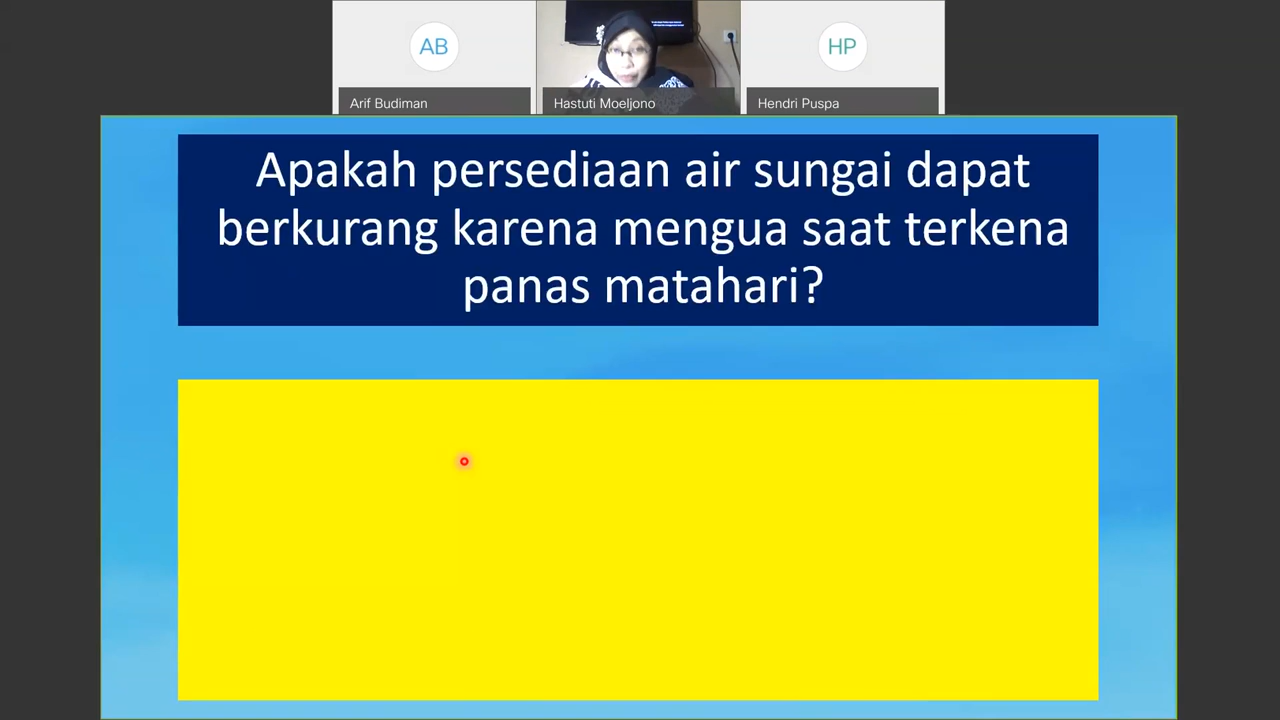 AB
HP
Arif Budiman
Hastuti Moeljono
Hendri Puspa
Apakah persediaan air sungai dapat
berkurang karena mengua saat terkena
panas matahari?